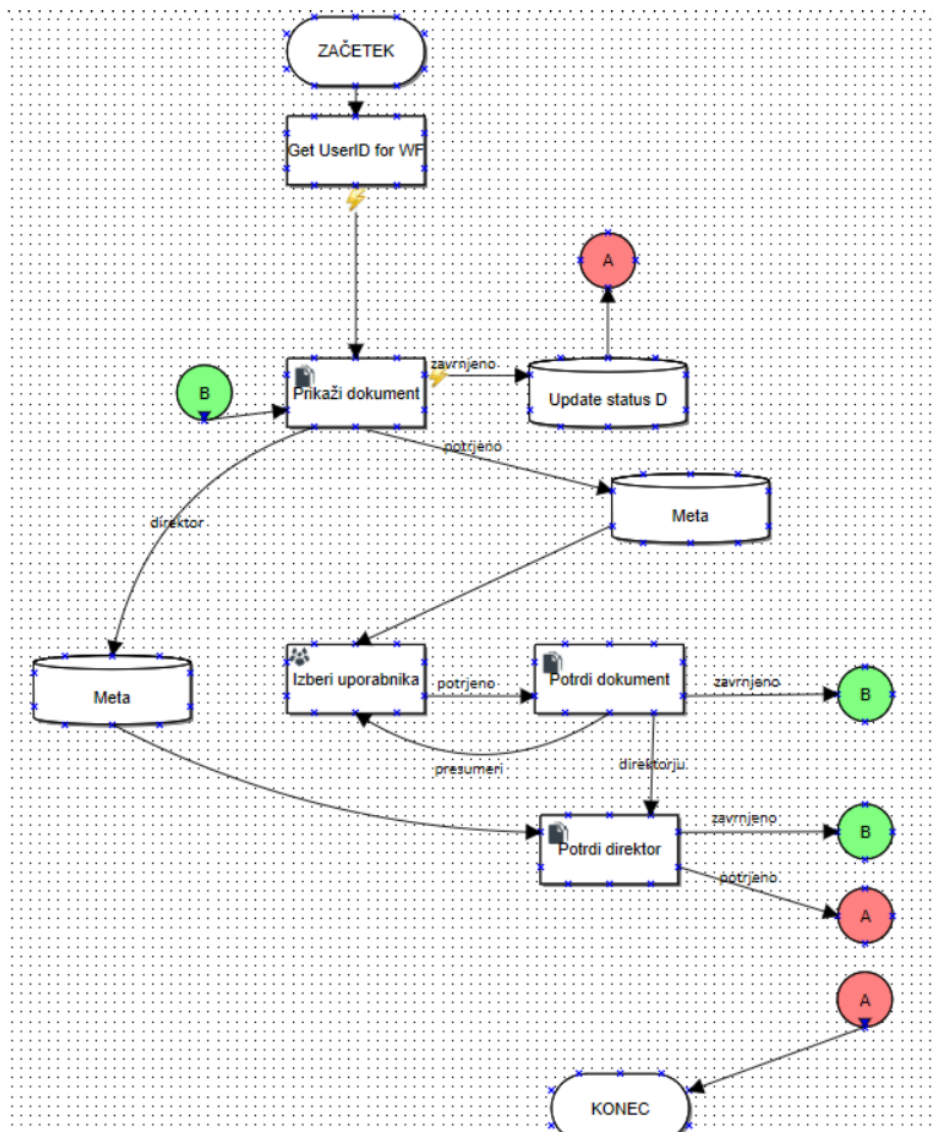 ZAČETEK
Get UserID for WF
A
zavrnjeno
B
Prikaži dokument
Update status D
potrjeno
Meta
direktor
Izberi uporabnika
potrjeno
Potrdi dokument
zavrnjeno
B
Meta
presumeri
direktorju
zavrnjeno
B
Potrdi direktor
potrjeno
A
A
KONEC